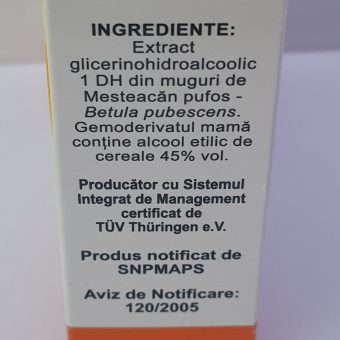 INGREDIENTE:
Extract
glicerinohidroalcoolic
1 DH din muguri de
Mesteacăn pufos -
Betula pubescens.
Gemoderivatul mamă
conține alcool etilic de
cereale 45% vol.
Producător cu Sistemul
Integrat de Management
certificat de
TÜV Thüringen e.V.
Produs notificat de
SNPMAPS
Aviz de Notificare:
120/2005